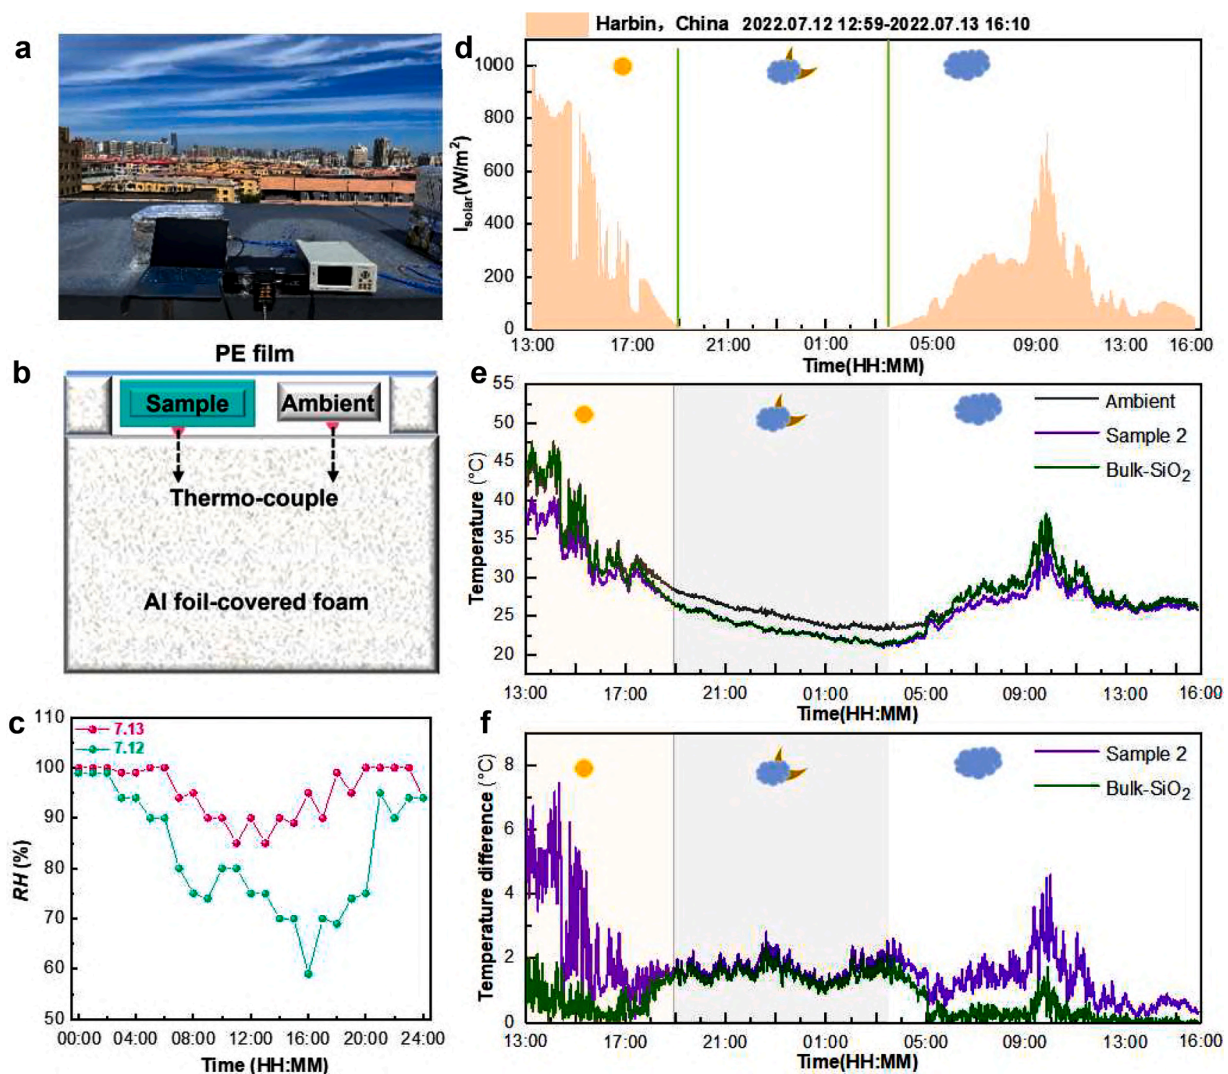 Harbin, China 2022.07.12 12:59-2022.07.13 16:10
a
d
1000
800
600
400
200
0
I_solar(W/m²)
13:00 17:00 21:00 01:00 05:00 09:00 13:00 16:00
Time(HH:MM)
b
PE film
Sample
Ambient
Thermo-couple
Al foil-covered foam
e
55
50
45
40
35
30
25
20
Temperature (°C)
Ambient
Sample 2
Bulk-SiO₂
13:00 17:00 21:00 01:00 05:00 09:00 13:00 16:00
Time(HH:MM)
c
110
100
90
80
70
60
50
RH (%)
7.13
7.12
00:00 04:00 08:00 12:00 16:00 20:00 24:00
Time (HH:MM)
f
8
6
4
2
0
Temperature difference (°C)
Sample 2
Bulk-SiO₂
13:00 17:00 21:00 01:00 05:00 09:00 13:00 16:00
Time(HH:MM)